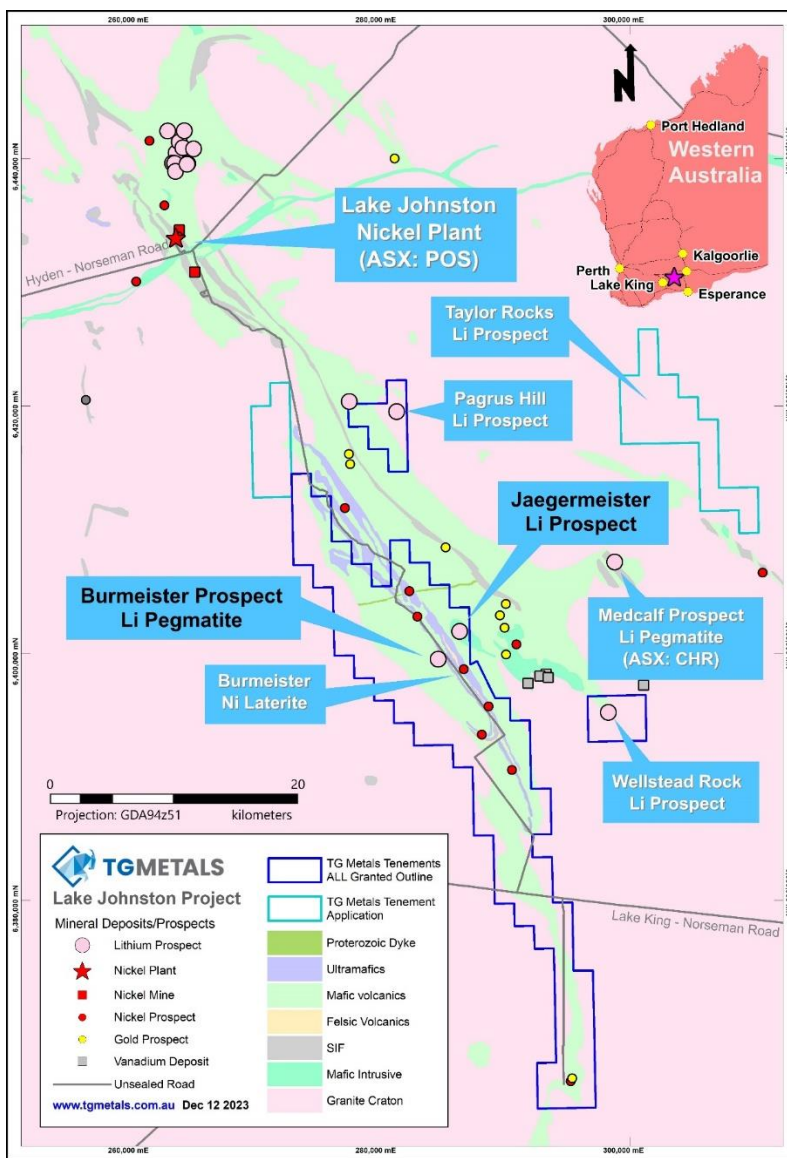 260,000 mE
280,000 mE
300,000 mE
N
Port Hedland
Western
Australia
Kalgoorlie
Perth
Lake King
Esperance
6,440,000 mN
Lake Johnston
Nickel Plant
(ASX: POS)
Hyden - Norseman Road
Taylor Rocks
Li Prospect
Pagrus Hill
Li Prospect
6,420,000 mN
Jaegermeister
Li Prospect
Burmeister Prospect
Li Pegmatite
Medcalf Prospect
Li Pegmatite
(ASX: CHR)
6,400,000 mN
Burmeister
Ni Laterite
Wellstead Rock
Li Prospect
0
20
Projection: GDA94z51
kilometers
TGMETALS
Lake Johnston Project
Mineral Deposits/Prospects
Lithium Prospect
Nickel Plant
Nickel Mine
Nickel Prospect
Gold Prospect
Vanadium Deposit
Unsealed Road
www.tgmetals.com.au Dec 12 2023
TG Metals Tenements
ALL Granted Outline
TG Metals Tenement
Application
Proterozoic Dyke
Ultramafics
Mafic volcanics
Felsic Volcanics
SIF
Mafic Intrusive
Granite Craton
Lake King - Norseman Road
6,380,000 mN
260,000 mE
280,000 mE
300,000 mE